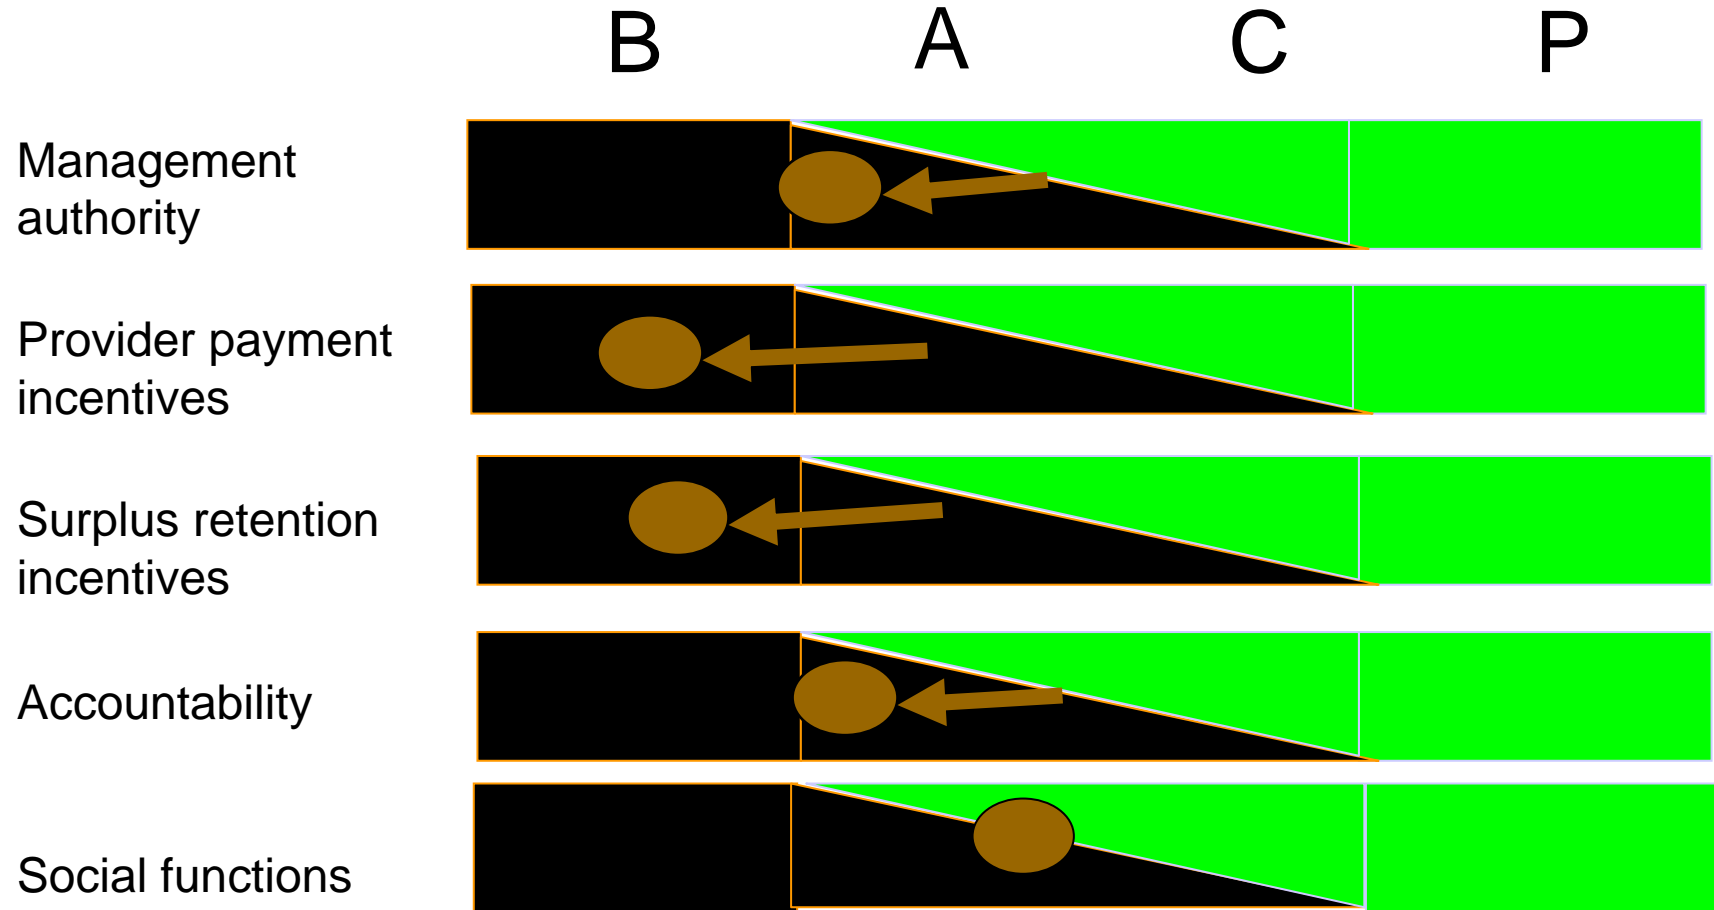 B A C P
Management
authority
Provider payment
incentives
Surplus retention
incentives
Accountability
Social functions